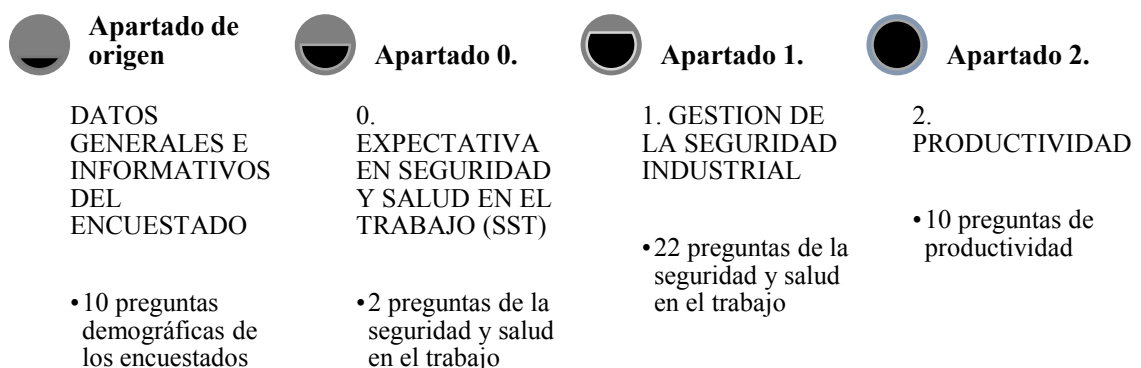 Apartado de
origen
DATOS
GENERALES E
INFORMATIVOS
DEL
ENCUESTADO
•10 preguntas
demográficas de
los encuestados
Apartado 0.
0.
EXPECTATIVA
EN SEGURIDAD
Y SALUD EN EL
TRABAJO (SST)
•2 preguntas de la
seguridad y salud
en el trabajo
Apartado 1.
1. GESTION DE
LA SEGURIDAD
INDUSTRIAL
•22 preguntas de la
seguridad y salud
en el trabajo
Apartado 2.
2.
PRODUCTIVIDAD
•10 preguntas de
productividad